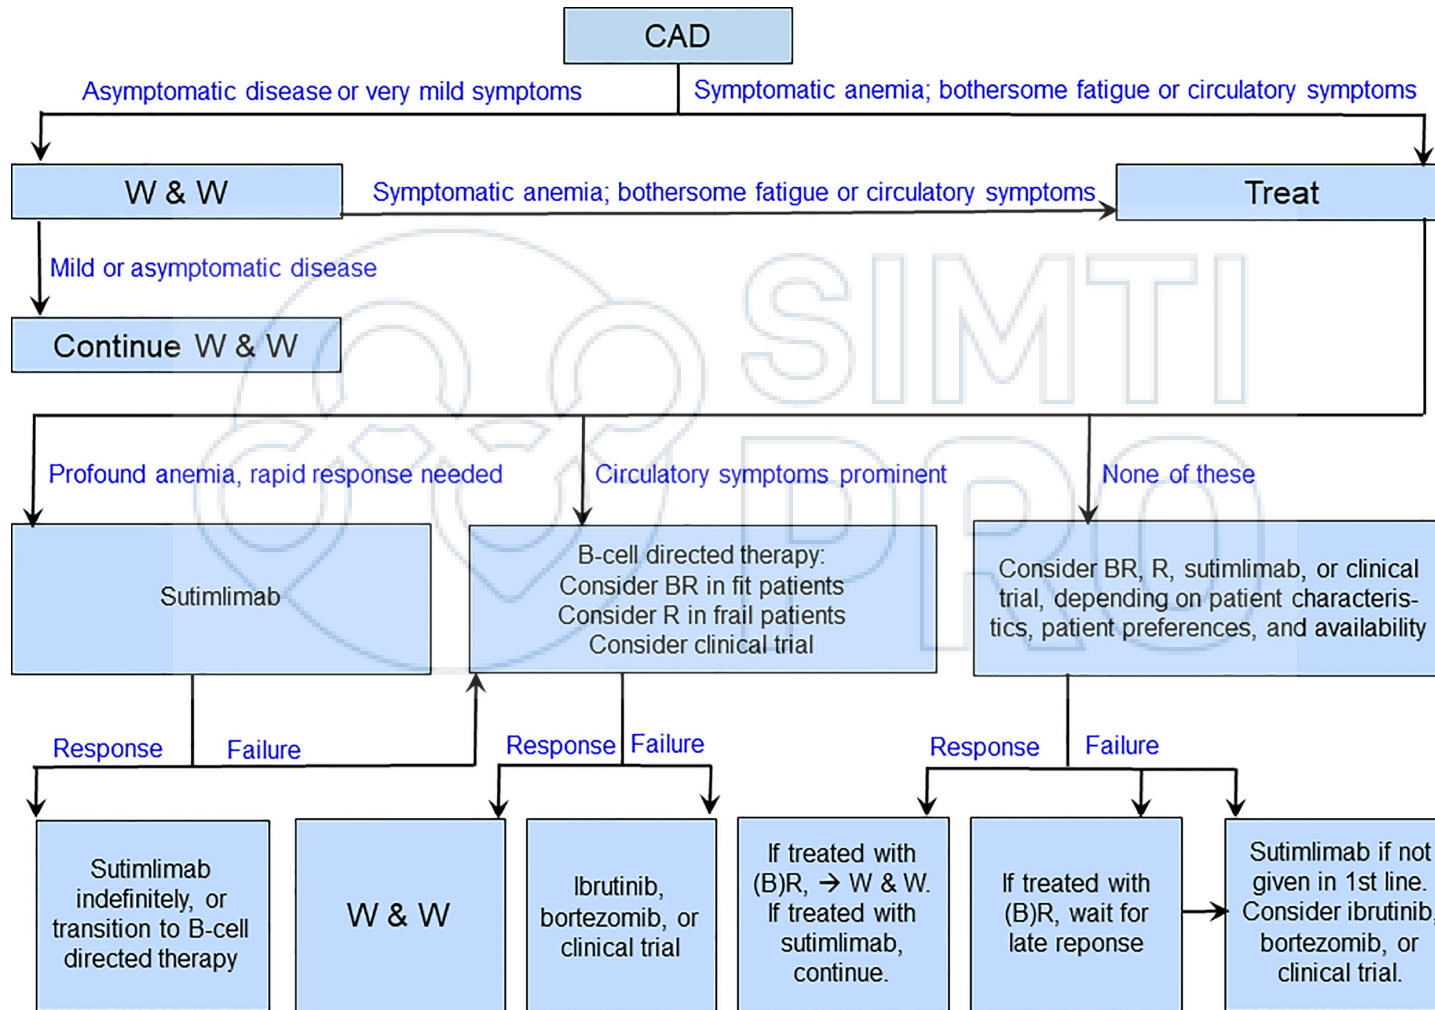 CAD
Asymptomatic disease or very mild symptoms
Symptomatic anemia; bothersome fatigue or circulatory symptoms
W & W
Symptomatic anemia; bothersome fatigue or circulatory symptoms
Treat
Mild or asymptomatic disease
Continue W & W
SIMTI
PRO
Profound anemia, rapid response needed
Circulatory symptoms prominent
None of these
Sutimlimab
B-cell directed therapy:
Consider BR in fit patients
Consider R in frail patients
Consider clinical trial
Consider BR, R, sutimlimab, or clinical
trial, depending on patient characteris-
tics, patient preferences, and availability
Response
Failure
Response
Failure
Response
Failure
Sutimlimab
indefinitely, or
transition to B-cell
directed therapy
W & W
Ibrutinib,
bortezomib, or
clinical trial
If treated with
(B)R, → W & W.
If treated with
sutimlimab,
continue.
If treated with
(B)R, wait for
late reponse
Sutimlimab if not
given in 1st line.
Consider ibrutinib,
bortezomib, or
clinical trial.